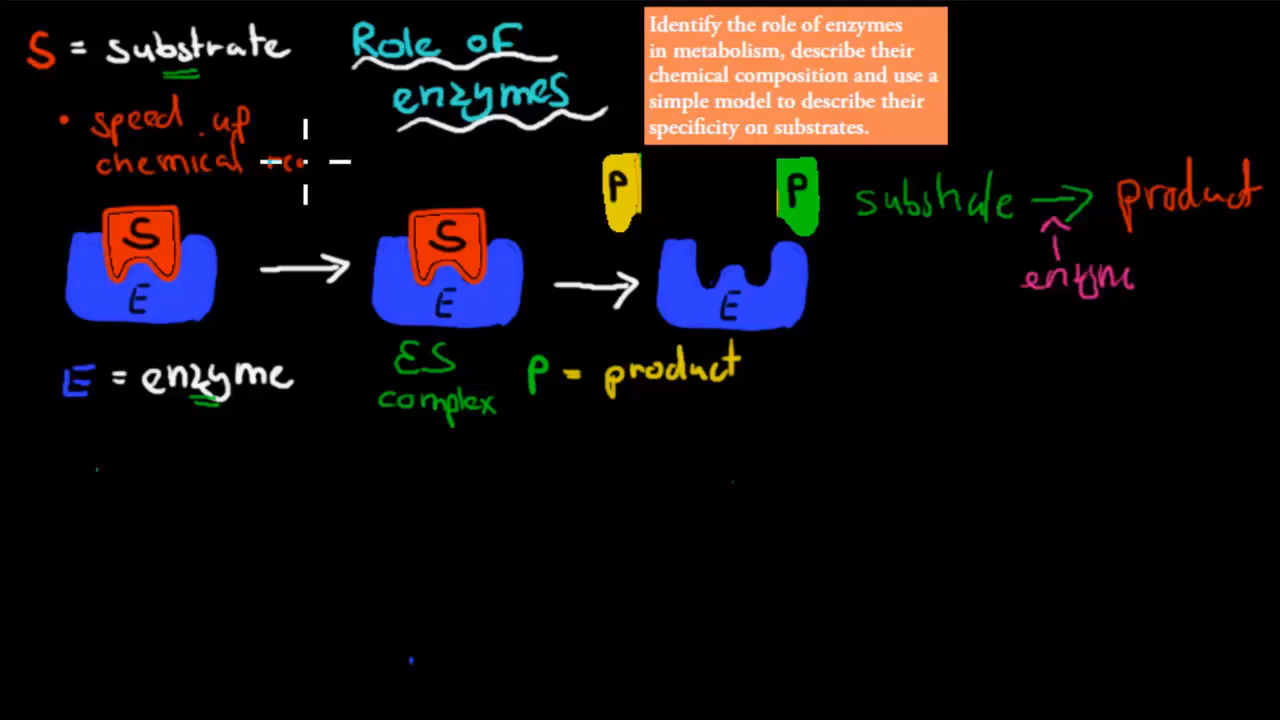 S = substrate
Role of
enzymes
Identify the role of enzymes
in metabolism, describe their
chemical composition and use a
simple model to describe their
specificity on substrates.
• speed up
chemical rea
P
P
substrate → product
enzyme
S
E
S
E
E
E = enzyme
ES
complex
P = product